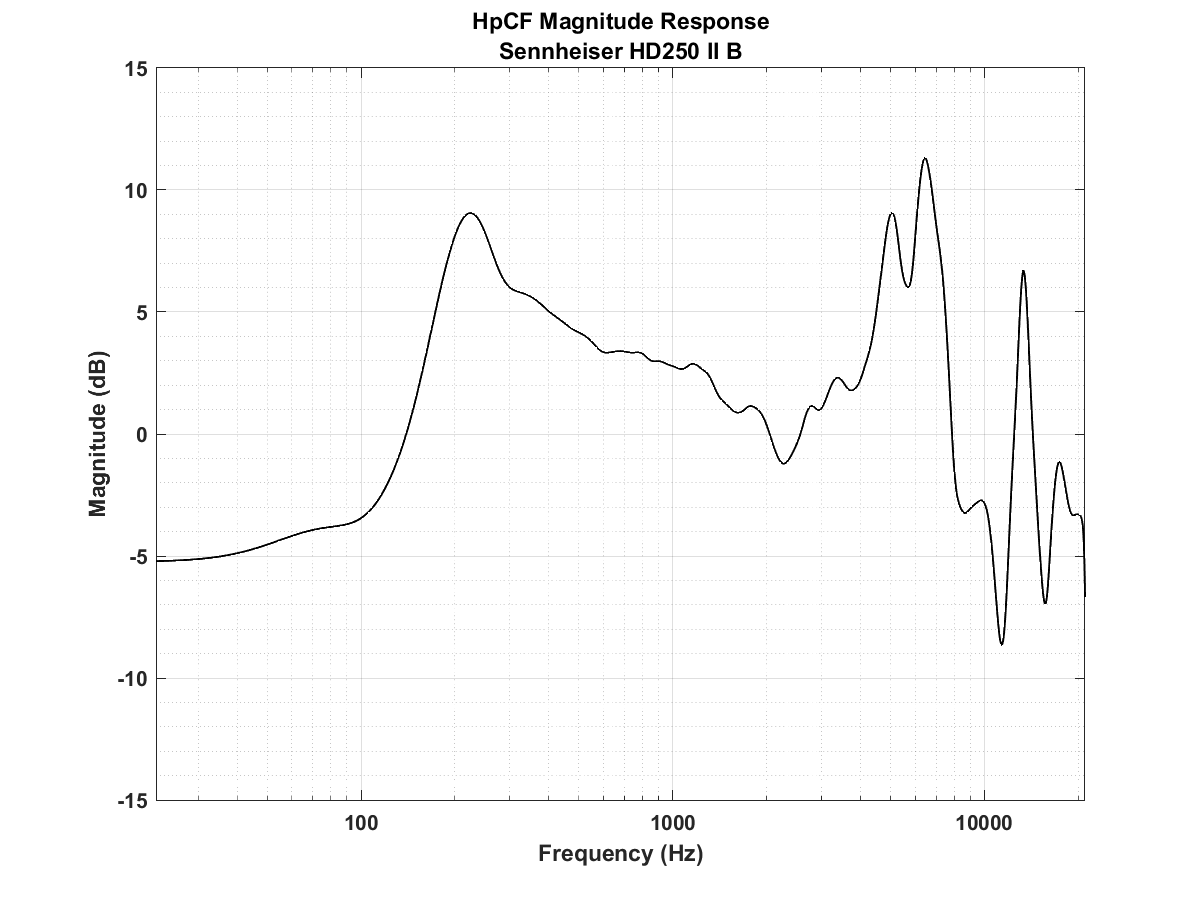 HpCF Magnitude Response
Sennheiser HD250 II B
15
10
5
0
-5
-10
-15
Magnitude (dB)
100
1000
10000
Frequency (Hz)